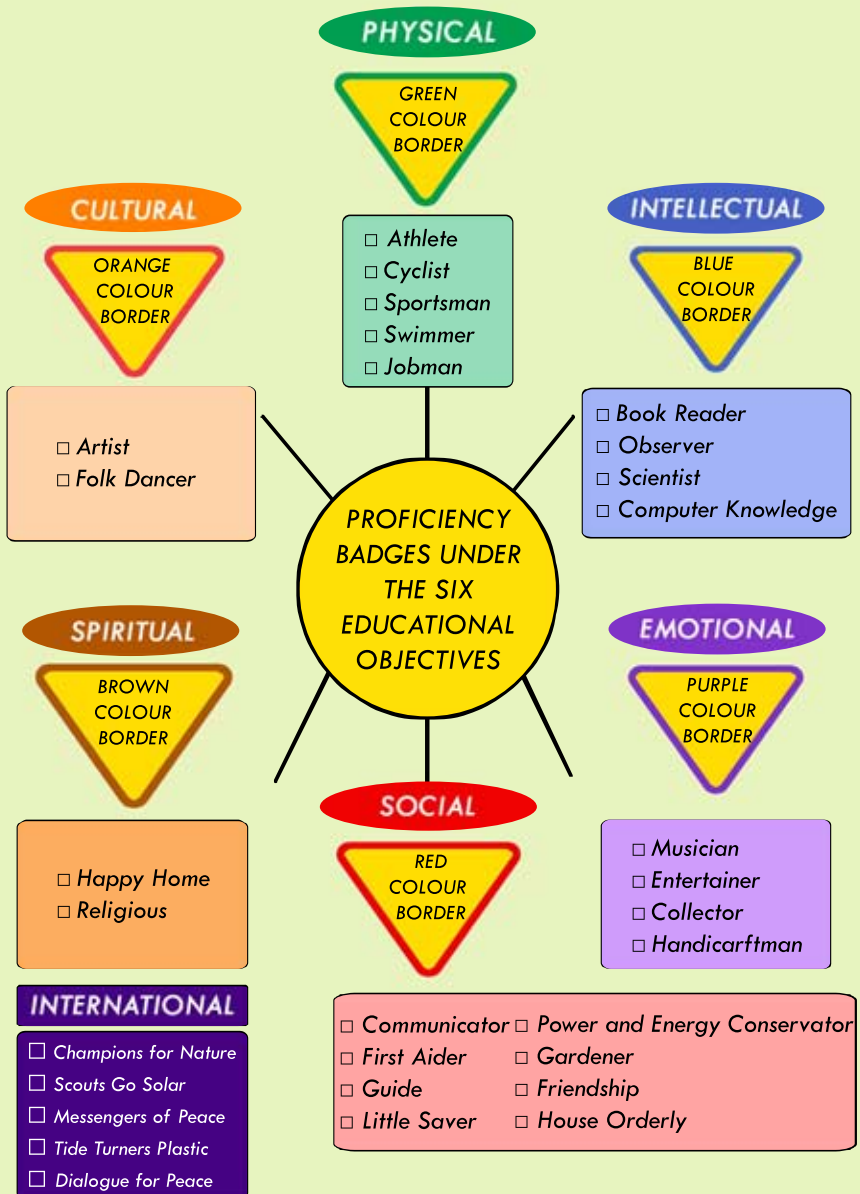 PHYSICAL
GREEN
COLOUR
BORDER
☐ Athlete
☐ Cyclist
☐ Sportsman
☐ Swimmer
☐ Jobman
CULTURAL
ORANGE
COLOUR
BORDER
☐ Artist
☐ Folk Dancer
INTELLECTUAL
BLUE
COLOUR
BORDER
☐ Book Reader
☐ Observer
☐ Scientist
☐ Computer Knowledge
PROFICIENCY
BADGES UNDER
THE SIX
EDUCATIONAL
OBJECTIVES
SPIRITUAL
BROWN
COLOUR
BORDER
☐ Happy Home
☐ Religious
EMOTIONAL
PURPLE
COLOUR
BORDER
☐ Musician
☐ Entertainer
☐ Collector
☐ Handicarftman
SOCIAL
RED
COLOUR
BORDER
☐ Communicator ☐ Power and Energy Conservator
☐ First Aider ☐ Gardener
☐ Guide ☐ Friendship
☐ Little Saver ☐ House Orderly
INTERNATIONAL
☐ Champions for Nature
☐ Scouts Go Solar
☐ Messengers of Peace
☐ Tide Turners Plastic
☐ Dialogue for Peace